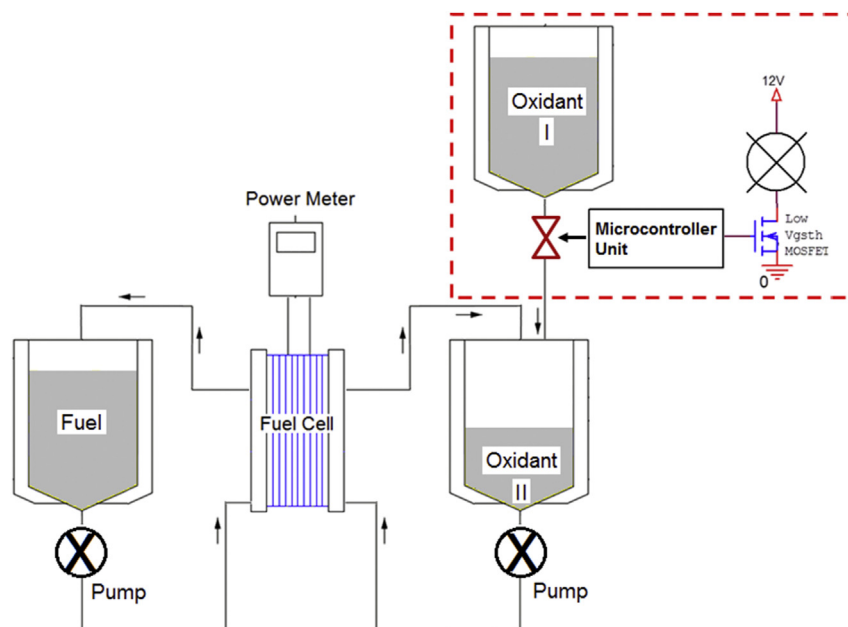 Oxidant
I
12V
Power Meter
Microcontroller
Unit
Low
Vgsth
MOSFET
0
Fuel
Fuel Cell
Oxidant
II
Pump
Pump